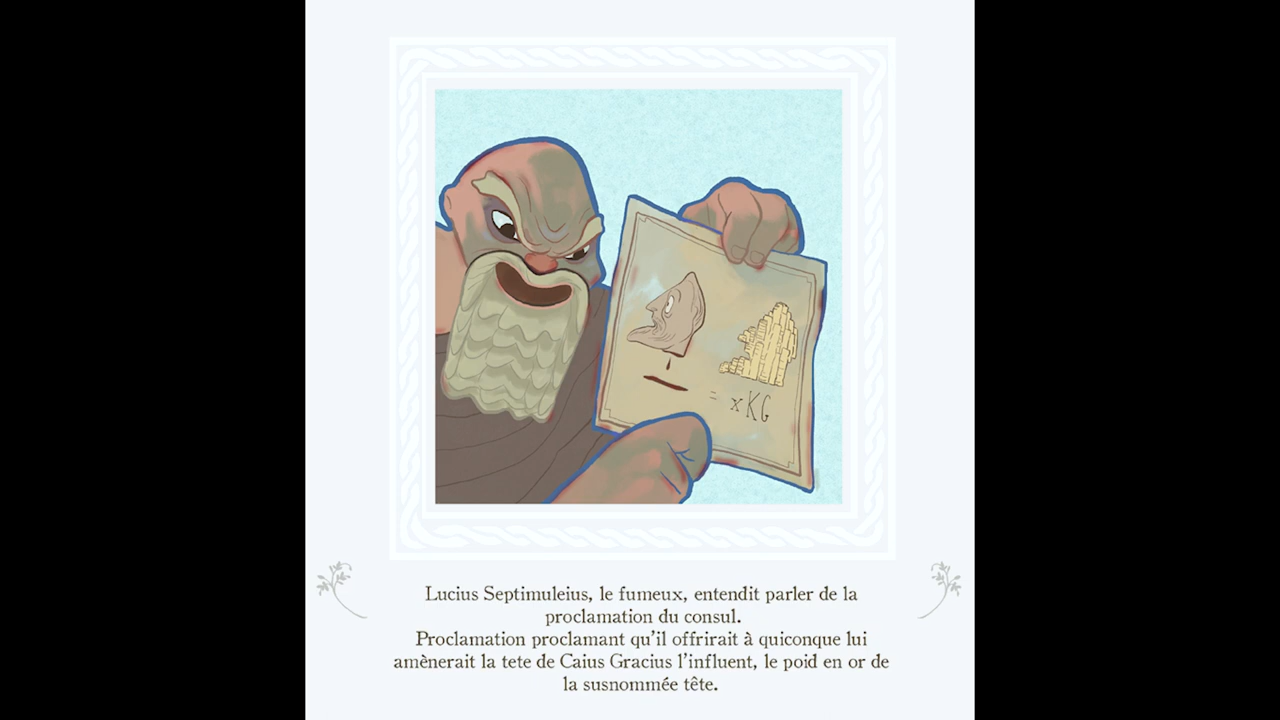 = xKG
Lucius Septimuleius, le fumeux, entendit parler de la
proclamation du consul.
Proclamation proclamant qu'il offrirait à quiconque lui
amènerait la tete de Caius Gracius l'influent, le poid en or de
la susnommée tête.